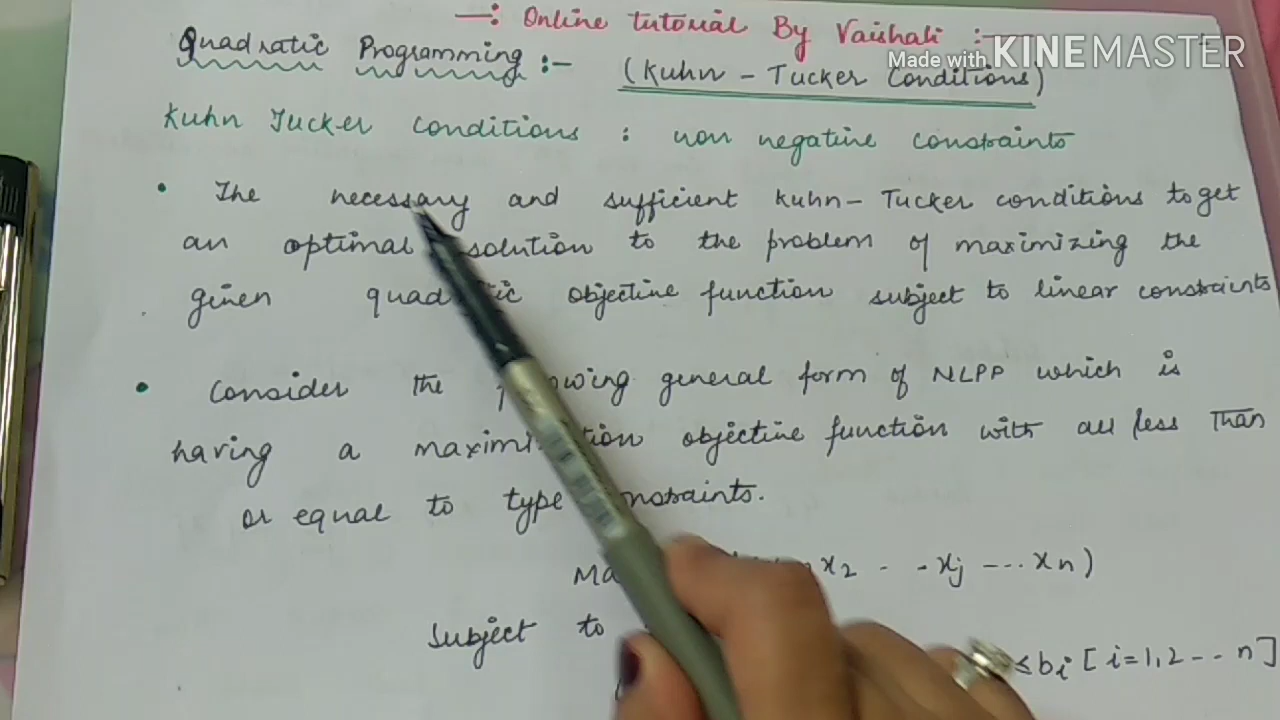 —: Online tutorial By Vaishali :—
Made with KINEMASTER
Quadratic Programming :- (Kuhn - Tucker Conditions)
Kuhn Tucker conditions : non negative constraints
• The necessary and sufficient Kuhn - Tucker conditions to get
an optimal solution to the problem of maximizing the
given quadratic objective function subject to linear constraints
• Consider the following general form of NLPP which is
having a maximization objective function with all less than
or equal to type constraints.
x2 - - xj --- xn)
Subject to
≤ bi [ i=1,2 -- n]